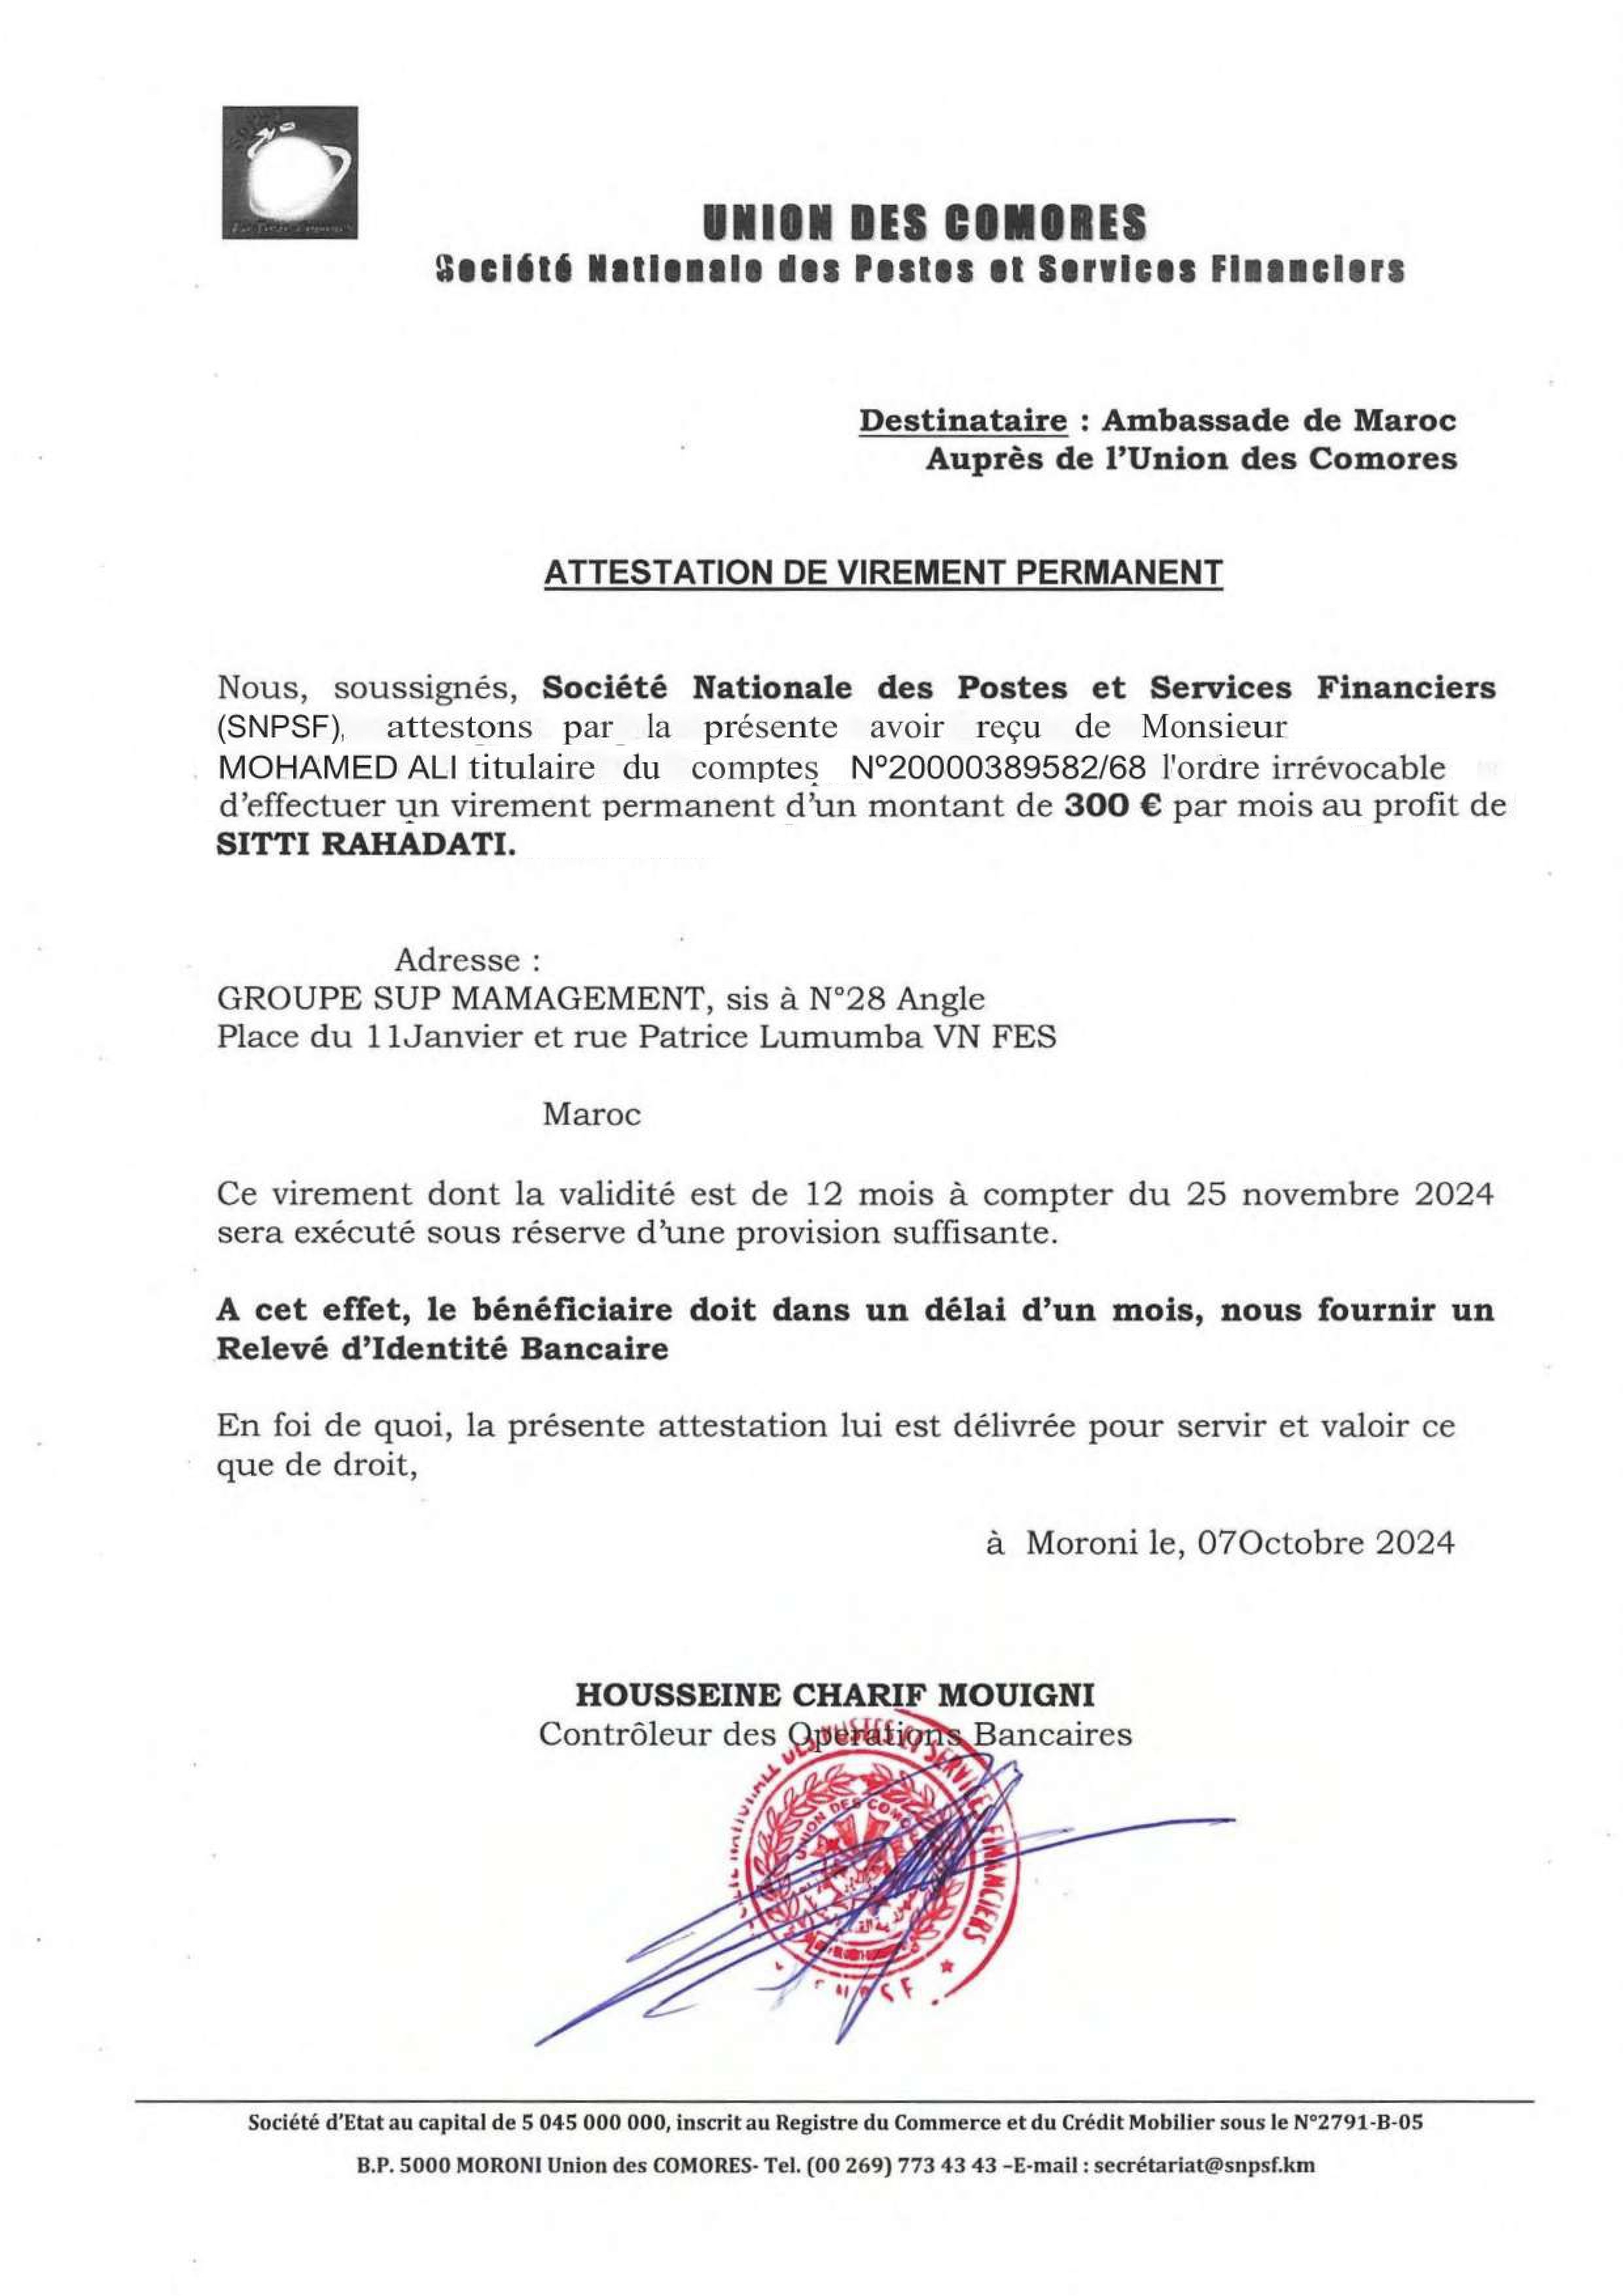 UNION DES COMORES
Société Nationale des Postes et Services Financiers
Destinataire : Ambassade de Maroc
Auprès de l'Union des Comores
ATTESTATION DE VIREMENT PERMANENT
Nous, soussignés, Société Nationale des Postes et Services Financiers
(SNPSF), attestons par la présente avoir reçu de Monsieur
MOHAMED ALI titulaire du comptes N°20000389582/68 l'ordre irrévocable
d'effectuer un virement permanent d'un montant de 300 € par mois au profit de
SITTI RAHADATI.
Adresse :
GROUPE SUP MAMAGEMENT, sis à N°28 Angle
Place du 11Janvier et rue Patrice Lumumba VN FES
Maroc
Ce virement dont la validité est de 12 mois à compter du 25 novembre 2024
sera exécuté sous réserve d'une provision suffisante.
A cet effet, le bénéficiaire doit dans un délai d'un mois, nous fournir un
Relevé d'Identité Bancaire
En foi de quoi, la présente attestation lui est délivrée pour servir et valoir ce
que de droit,
à Moroni le, 07Octobre 2024
HOUSSEINE CHARIF MOUIGNI
Contrôleur des Operations Bancaires
DES POSTES ET SERVICES FINANCIERS
UNION DES COMORES
SNPSF
Société d'Etat au capital de 5 045 000 000, inscrit au Registre du Commerce et du Crédit Mobilier sous le N°2791-B-05
B.P. 5000 MORONI Union des COMORES- Tel. (00 269) 773 43 43 –E-mail : secrétariat@snpsf.km